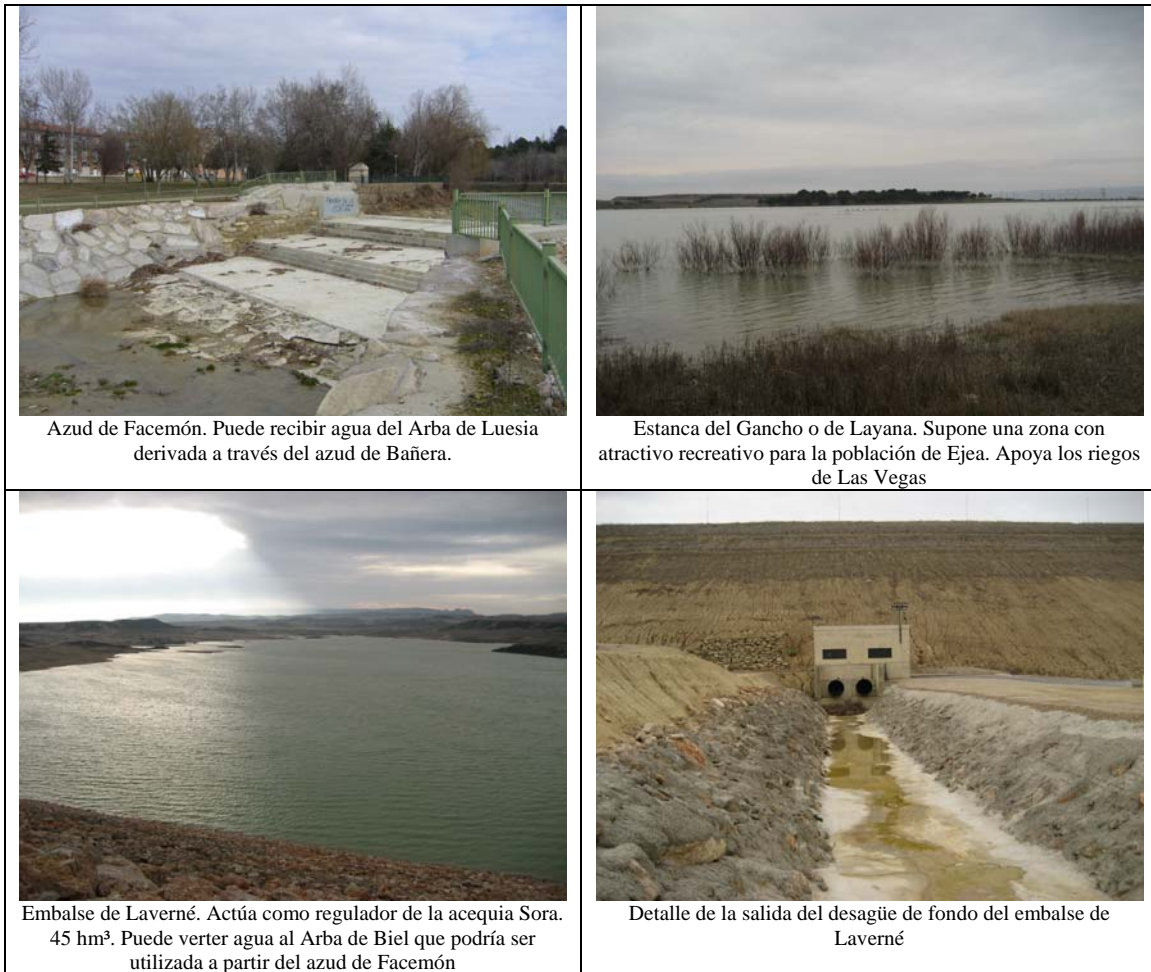 Azud de Facemón. Puede recibir agua del Arba de Luesia
derivada a través del azud de Bañera.
Estanca del Gancho o de Layana. Supone una zona con
atractivo recreativo para la población de Ejea. Apoya los riegos
de Las Vegas
Embalse de Laverné. Actúa como regulador de la acequia Sora.
45 hm³. Puede verter agua al Arba de Biel que podría ser
utilizada a partir del azud de Facemón
Detalle de la salida del desagüe de fondo del embalse de
Laverné